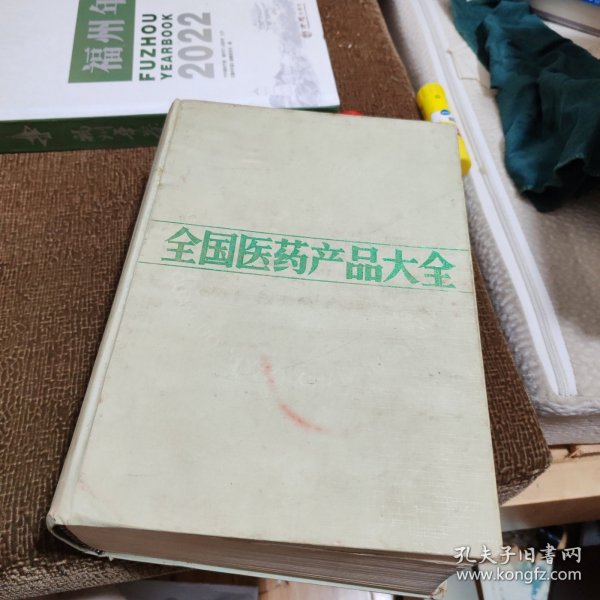 福州年
FUZHOU
YEARBOOK
2022
全国医药产品大全
孔夫子旧书网
www.kongfz.com